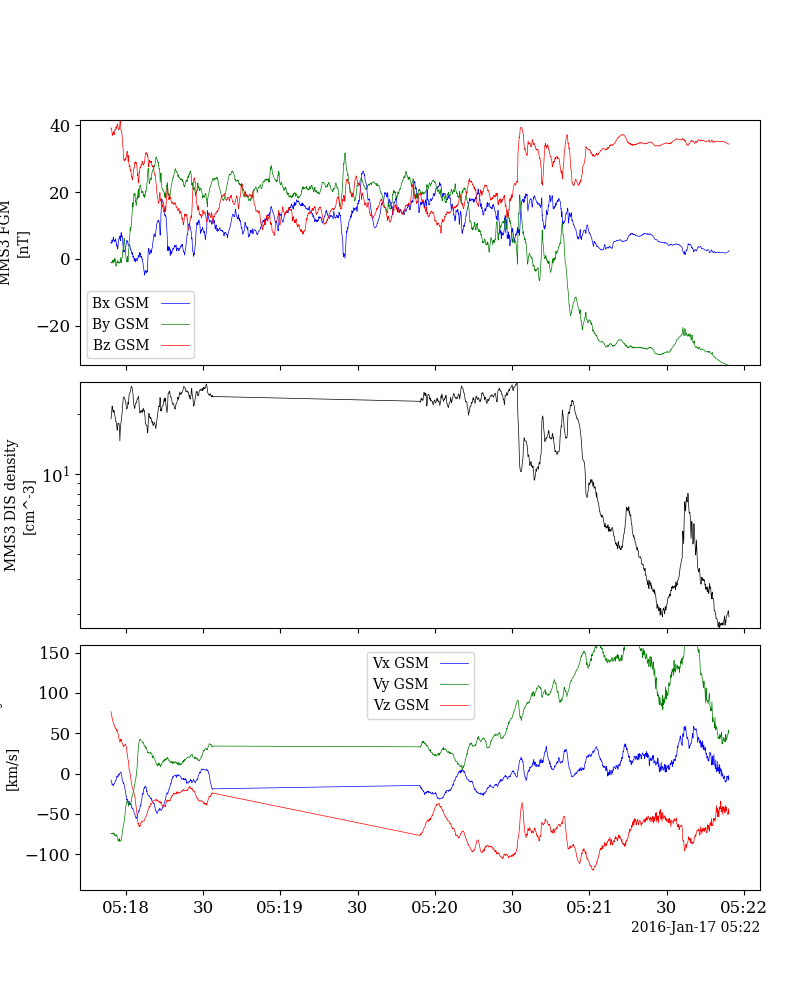 40
20
0
−20
MMS3 FGM
[nT]
Bx GSM
By GSM
Bz GSM
10^1
MMS3 DIS density
[cm^-3]
150
100
50
0
−50
−100
[km/s]
Vx GSM
Vy GSM
Vz GSM
05:18 30 05:19 30 05:20 30 05:21 30 05:22
2016-Jan-17 05:22